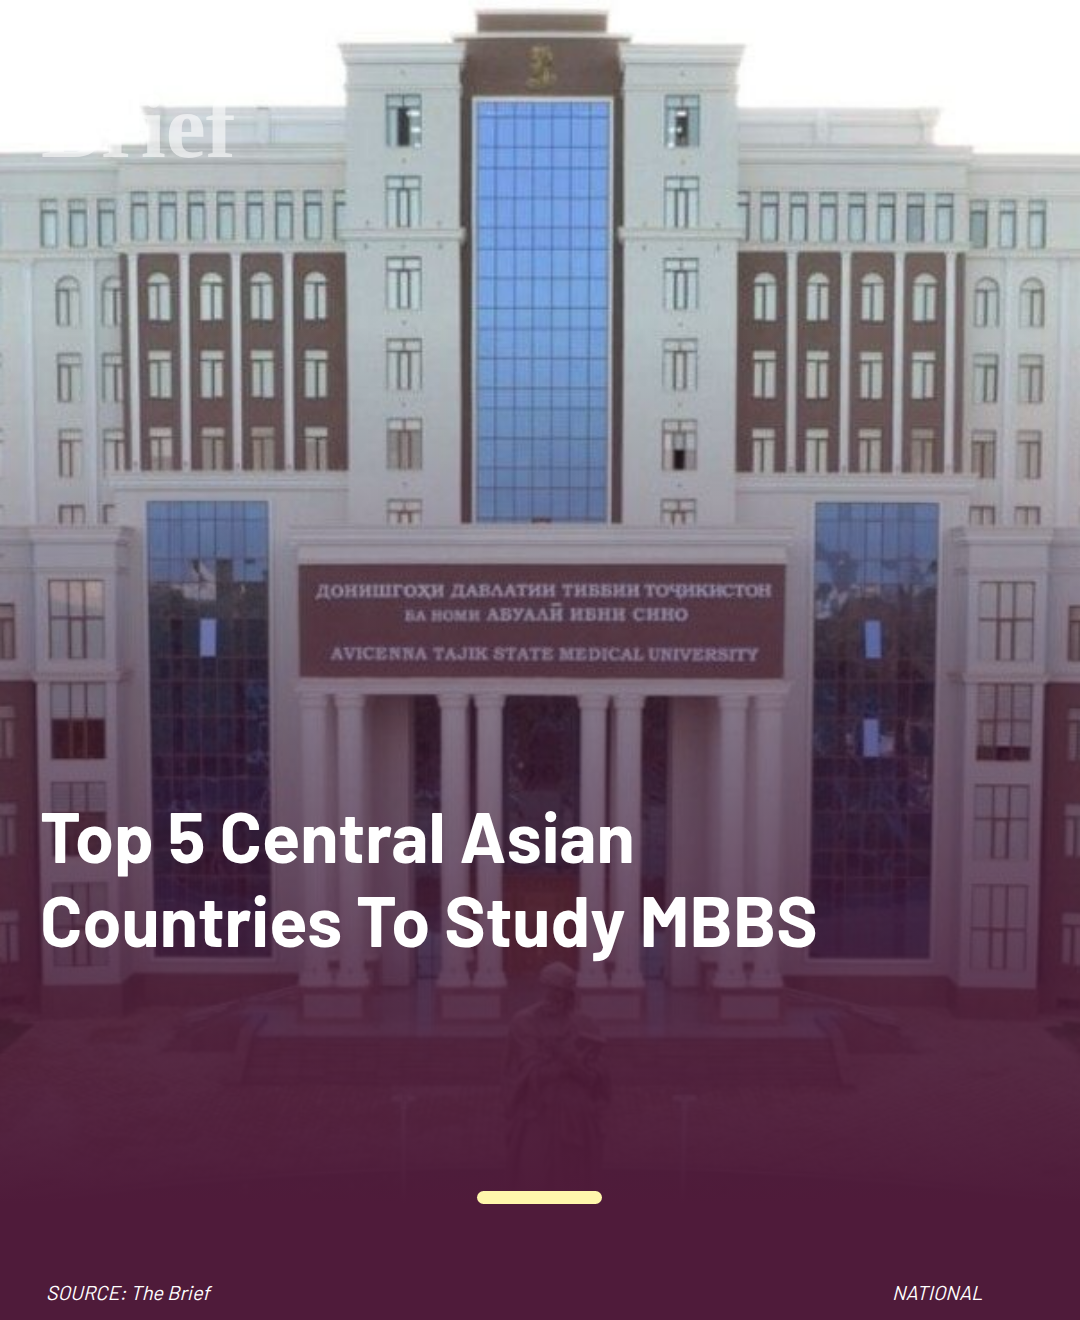 Brief
ДОНИШГОҲИ ДАВЛАТИИ ТИББИИ ТОҶИКИСТОН
БА НОМИ АБУАЛӢ ИБНИ СИНО
AVICENNA TAJIK STATE MEDICAL UNIVERSITY
Top 5 Central Asian
Countries To Study MBBS
SOURCE: The Brief
NATIONAL